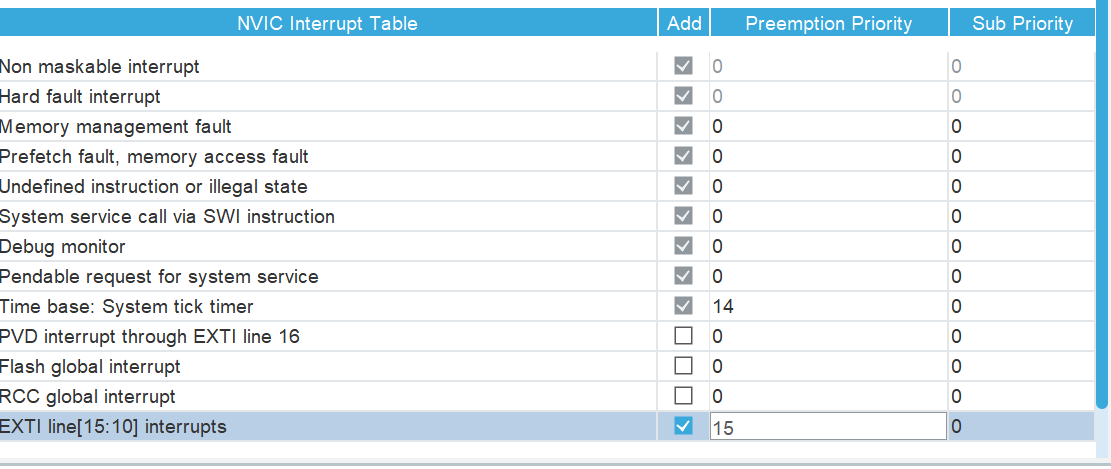 NVIC Interrupt Table Add Preemption Priority Sub Priority
Non maskable interrupt 0 0
Hard fault interrupt 0 0
Memory management fault 0 0
Prefetch fault, memory access fault 0 0
Undefined instruction or illegal state 0 0
System service call via SWI instruction 0 0
Debug monitor 0 0
Pendable request for system service 0 0
Time base: System tick timer 14 0
PVD interrupt through EXTI line 16 0 0
Flash global interrupt 0 0
RCC global interrupt 0 0
EXTI line[15:10] interrupts 15 0